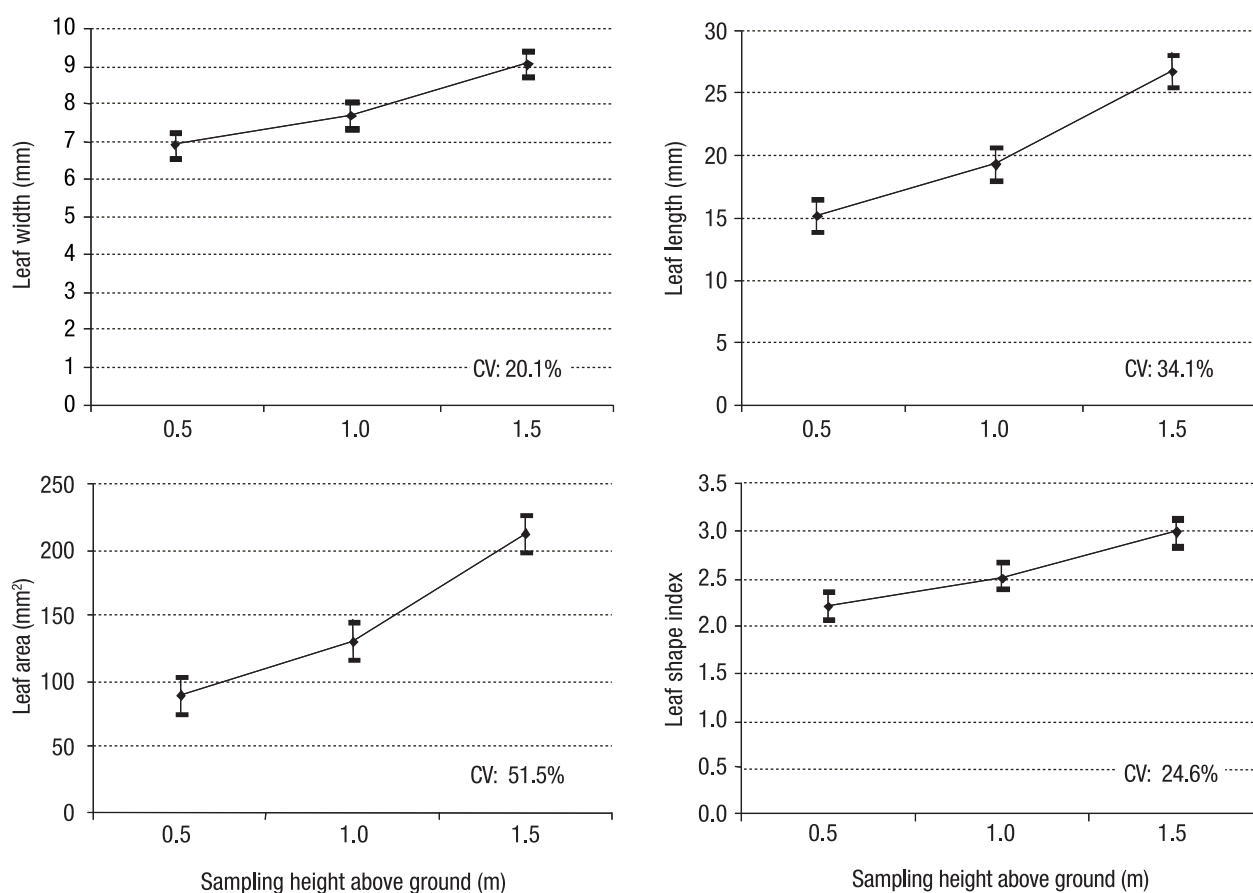 Leaf width (mm)
10
9
8
7
6
5
4
3
2
1
0
CV: 20.1%
0.5 1.0 1.5
Leaf length (mm)
30
25
20
15
10
5
0
CV: 34.1%
0.5 1.0 1.5
Leaf area (mm²)
250
200
150
100
50
0
CV: 51.5%
0.5 1.0 1.5
Sampling height above ground (m)
Leaf shape index
3.5
3.0
2.5
2.0
1.5
1.0
0.5
0.0
CV: 24.6%
0.5 1.0 1.5
Sampling height above ground (m)